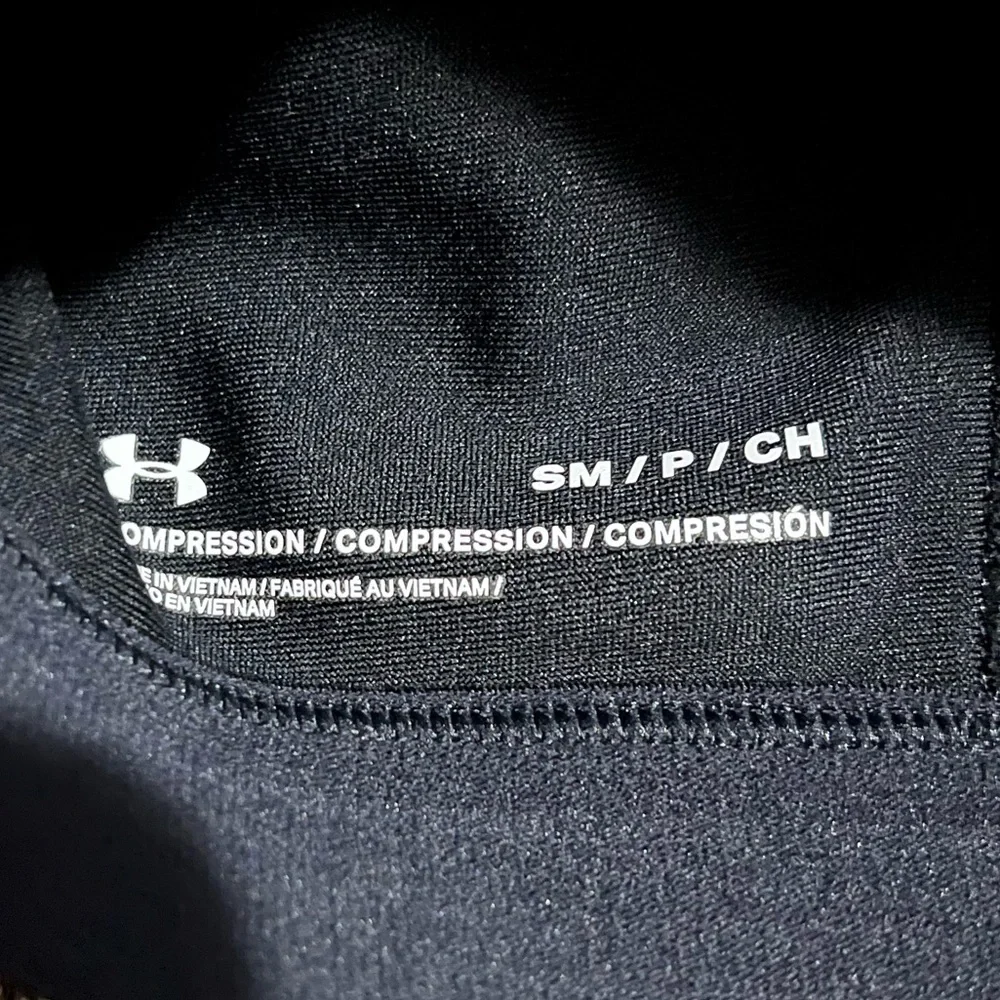 SM / P / CH
OMPRESSION / COMPRESSION / COMPRESIÓN
E IN VIETNAM / FABRIQUÉ AU VIETNAM /
O EN VIETNAM